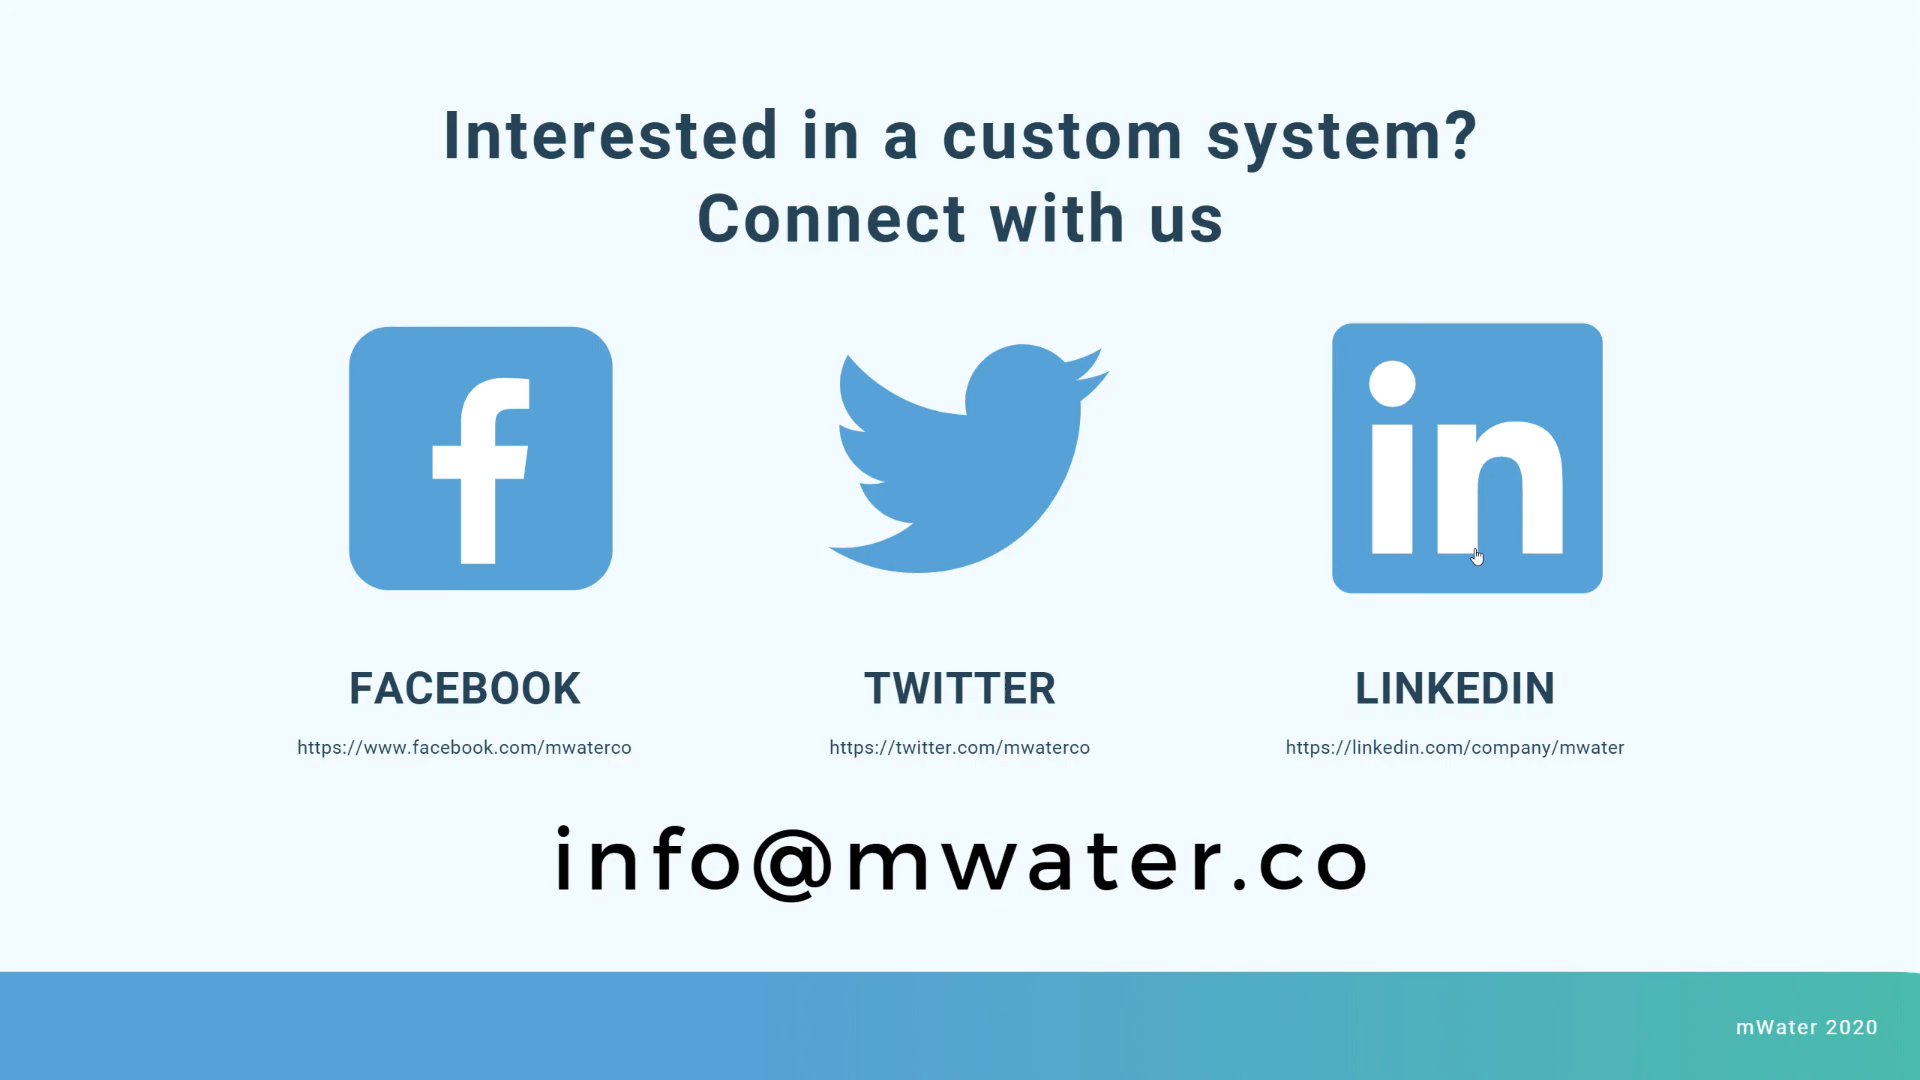 Interested in a custom system?
Connect with us
FACEBOOK
https://www.facebook.com/mwaterco
TWITTER
https://twitter.com/mwaterco
LINKEDIN
https://linkedin.com/company/mwater
info@mwater.co
mWater 2020